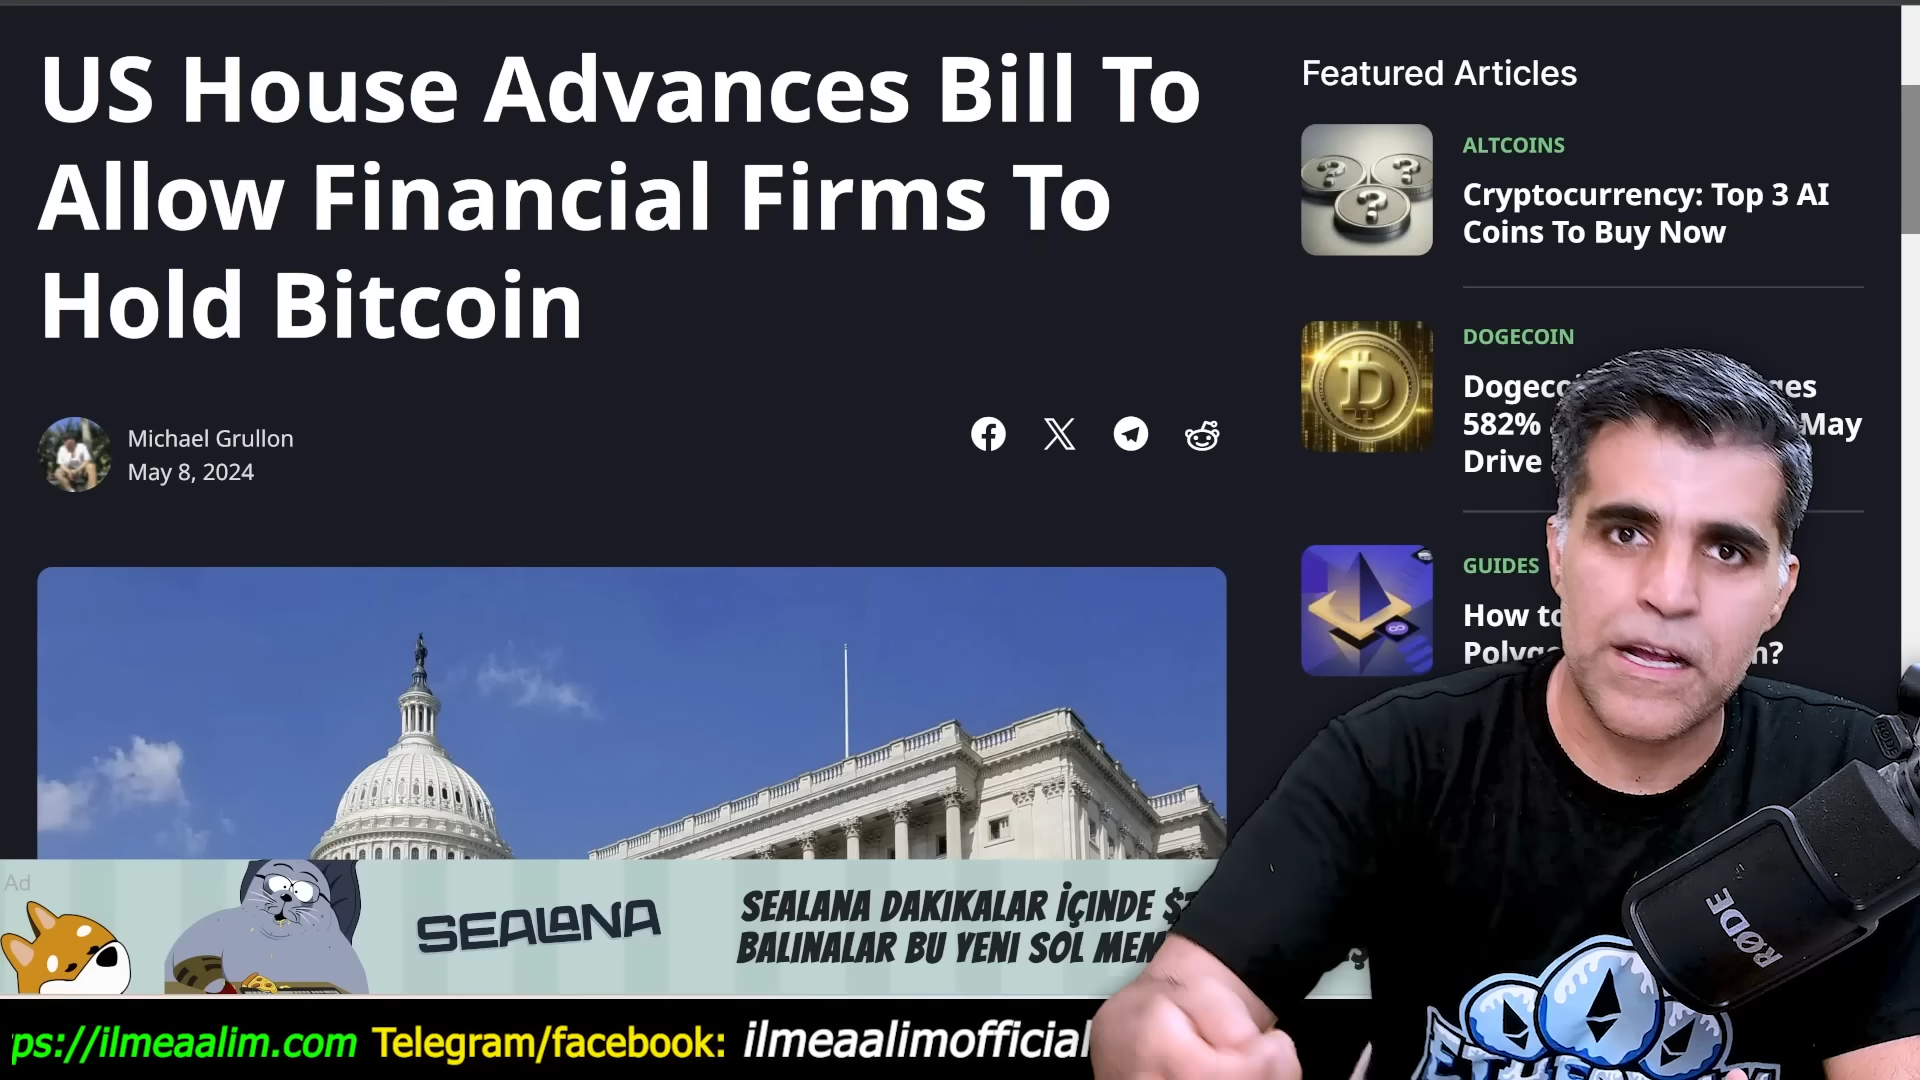 US House Advances Bill To
Allow Financial Firms To
Hold Bitcoin
Michael Grullon
May 8, 2024
Featured Articles
ALTCOINS
Cryptocurrency: Top 3 AI
Coins To Buy Now
DOGECOIN
582% May
Drive
GUIDES
How to
Ad
SEALANA
SEALANA DAKIKALAR İÇINDE
BALINALAR BU YENI SOL
ps://ilmeaalim.com Telegram/facebook: ilmeaalimofficial
RØDE